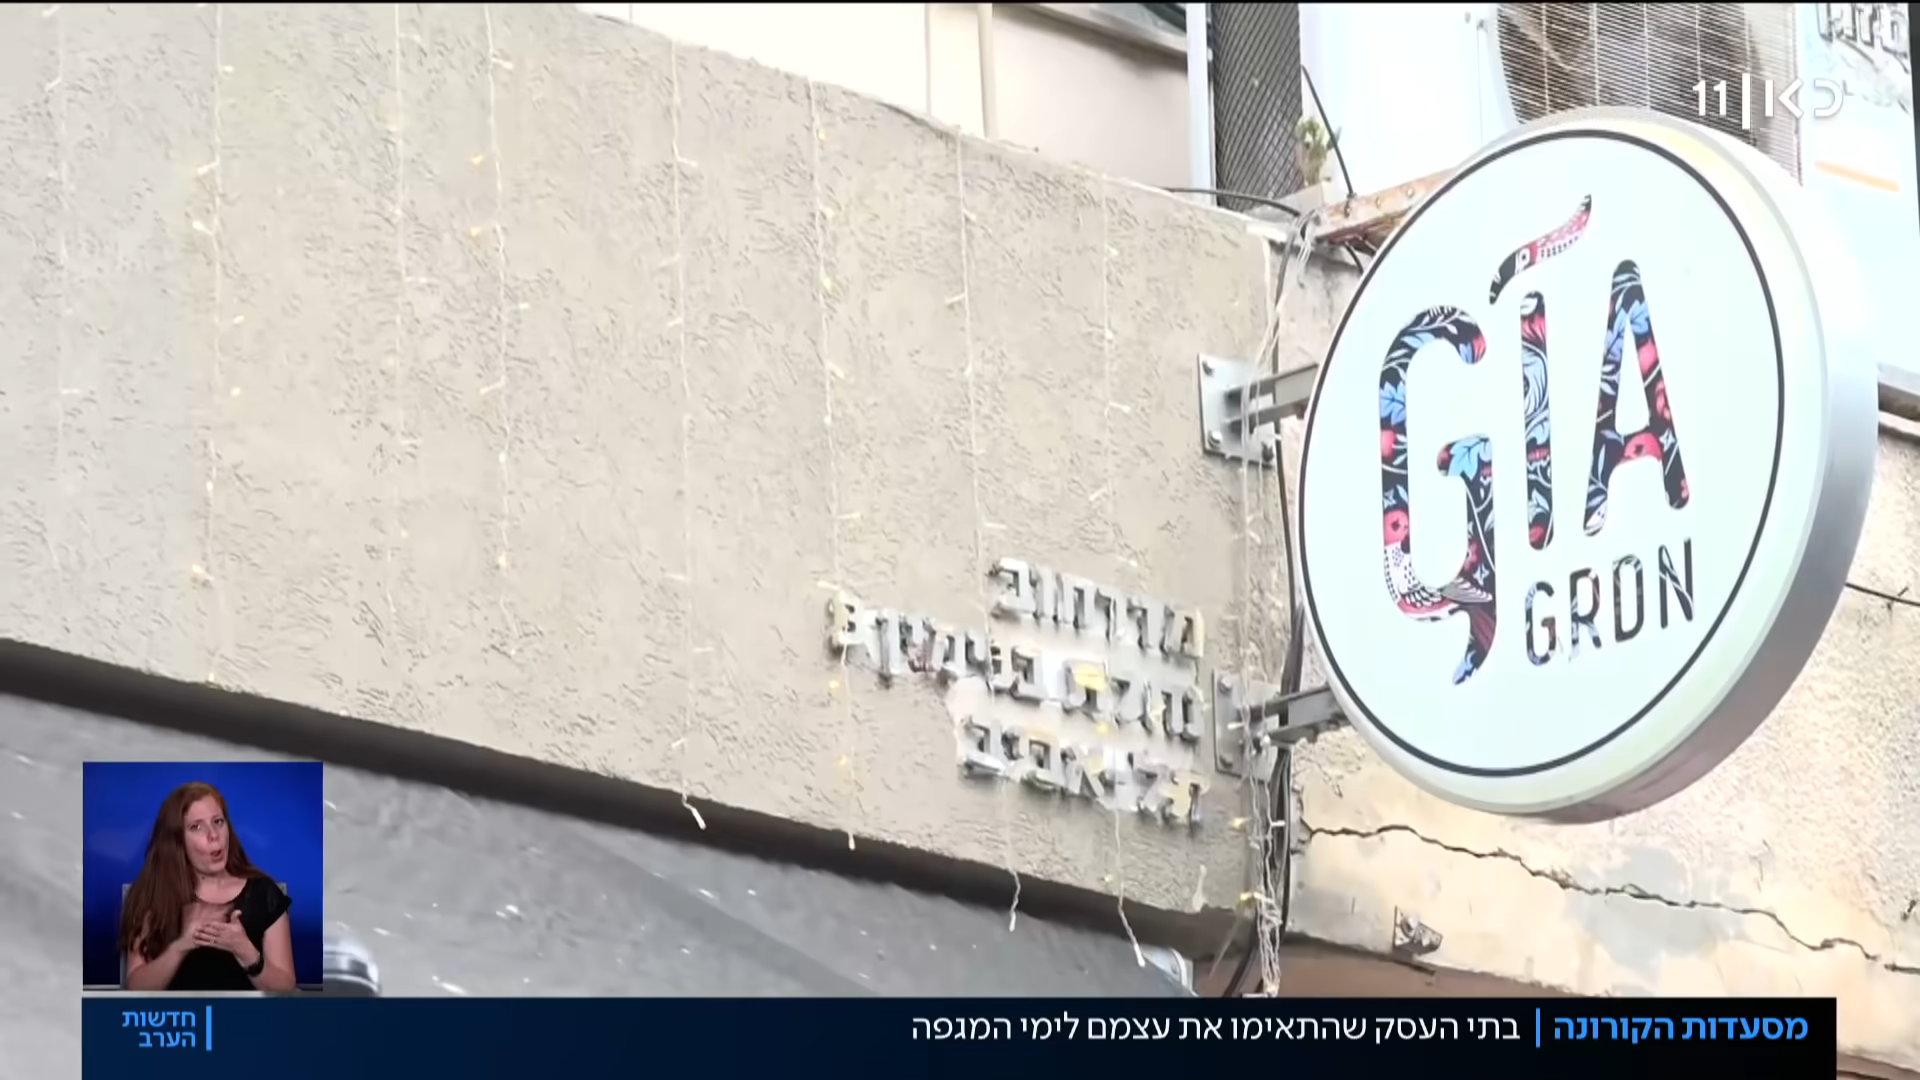 כאן 11
GTA
GRDN
מדרחוב
נחלת בנימין
תל אביב
מסעדות הקורונה | בתי העסק שהתאימו את עצמם לימי המגפה
חדשות
הערב